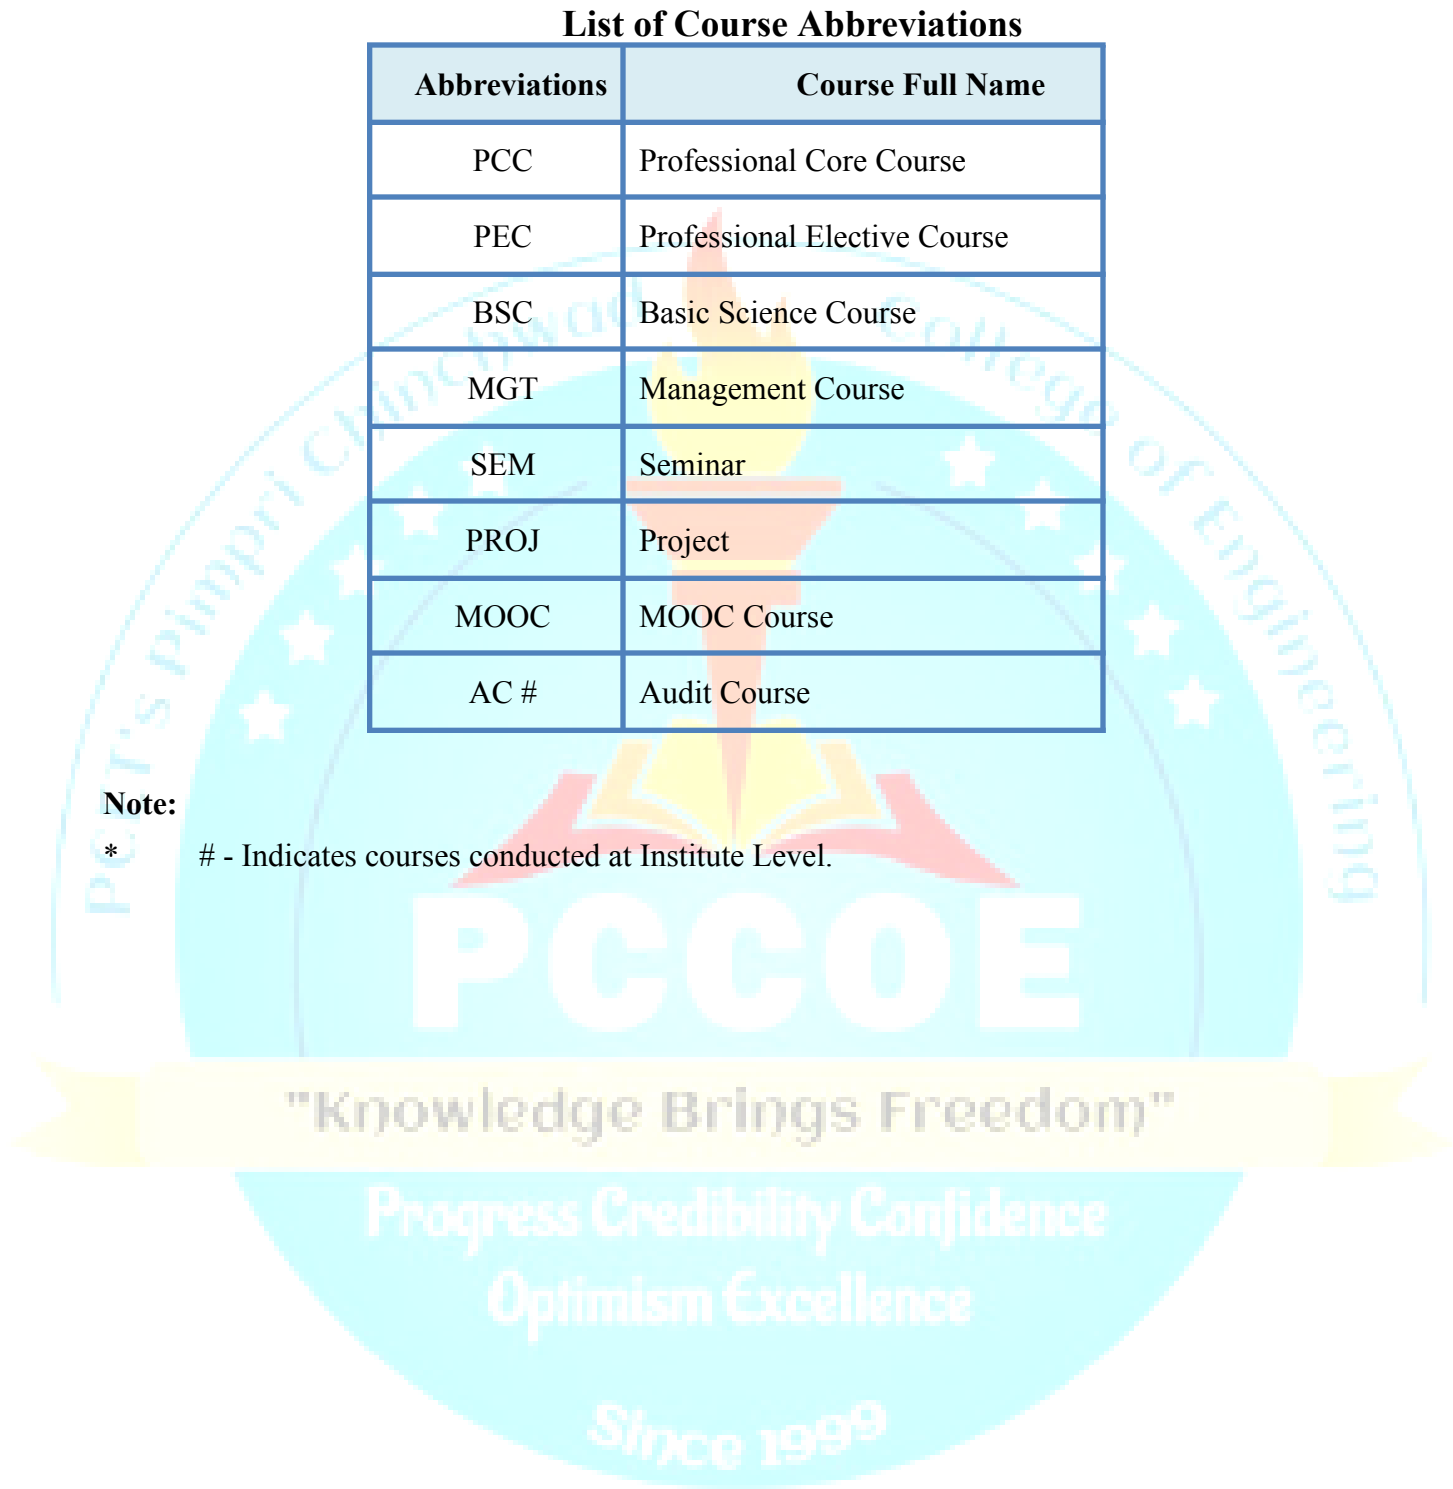 List of Course Abbreviations
Abbreviations Course Full Name
PCC Professional Core Course
PEC Professional Elective Course
BSC Basic Science Course
MGT Management Course
SEM Seminar
PROJ Project
MOOC MOOC Course
AC # Audit Course
Note:
* # - Indicates courses conducted at Institute Level.
PCET's Pimpri Chinchwad College of Engineering
PCCOE
"Knowledge Brings Freedom"
Progress Credibility Confidence
Optimism Excellence
Since 1999